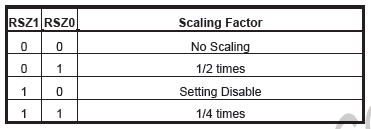 RSZ1 RSZ0 Scaling Factor
0 0 No Scaling
0 1 1/2 times
1 0 Setting Disable
1 1 1/4 times